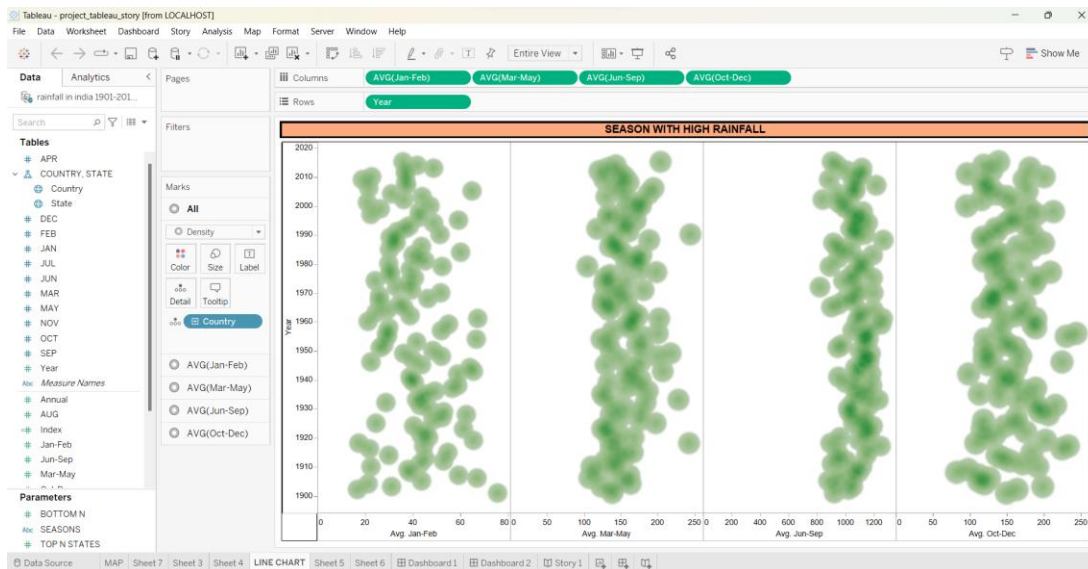 Tableau - project_tableau_story [from LOCALHOST]
File Data Worksheet Dashboard Story Analysis Map Format Server Window Help
Entire View
Show Me
Data Analytics
rainfall in india 1901-201...
Search
Tables
# APR
COUNTRY, STATE
Country
State
# DEC
# FEB
# JAN
# JUL
# JUN
# MAR
# MAY
# NOV
# OCT
# SEP
# Year
Abc Measure Names
# Annual
# AUG
=# Index
# Jan-Feb
# Jun-Sep
# Mar-May
Parameters
# BOTTOM N
Abc SEASONS
# TOP N STATES
Pages
Filters
Marks
All
Density
Color Size Label
Detail Tooltip
Country
AVG(Jan-Feb)
AVG(Mar-May)
AVG(Jun-Sep)
AVG(Oct-Dec)
Columns AVG(Jan-Feb) AVG(Mar-May) AVG(Jun-Sep) AVG(Oct-Dec)
Rows Year
SEASON WITH HIGH RAINFALL
2020
2010
2000
1990
1980
1970
1960
1950
1940
1930
1920
1910
1900
Year
0 20 40 60 80 0 50 100 150 200 250 0 200 400 600 800 1000 1200 0 50 100 150 200 250
Avg. Jan-Feb Avg. Mar-May Avg. Jun-Sep Avg. Oct-Dec
Data Source MAP Sheet 7 Sheet 3 Sheet 4 LINE CHART Sheet 5 Sheet 6 Dashboard 1 Dashboard 2 Story 1